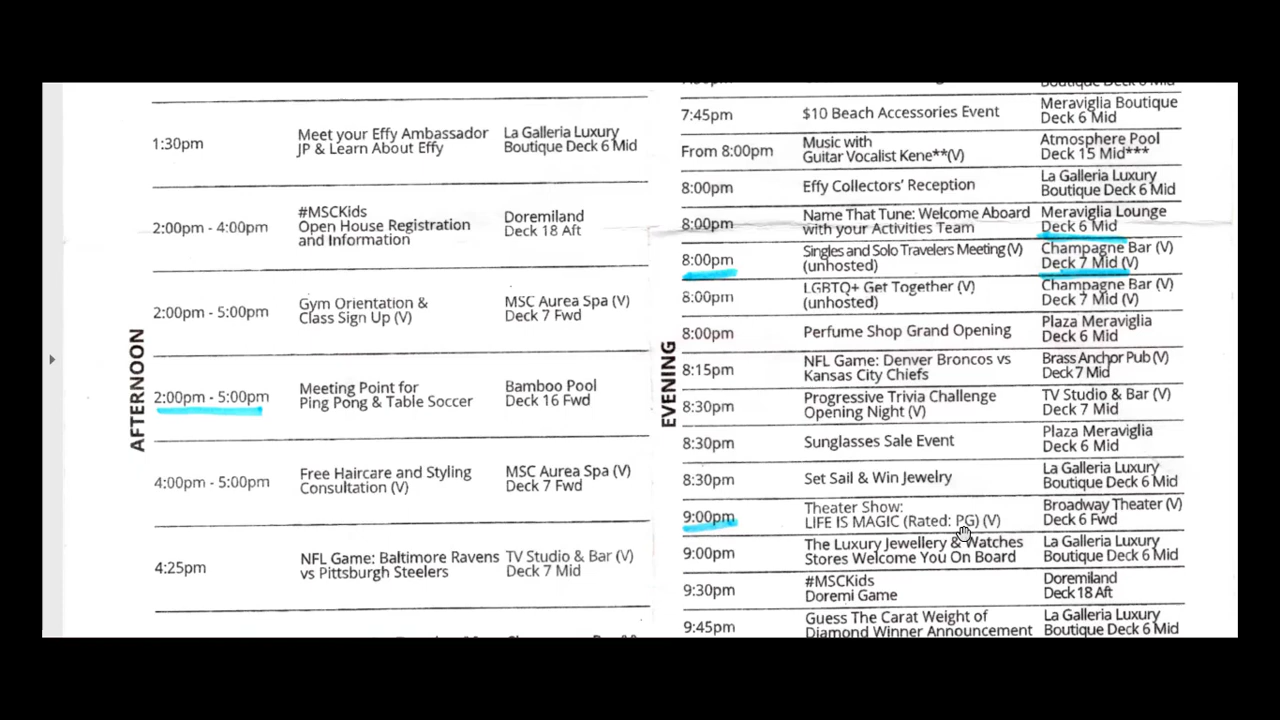 AFTERNOON
1:30pm
Meet your Effy Ambassador
JP & Learn About Effy
La Galleria Luxury
Boutique Deck 6 Mid
2:00pm - 4:00pm
#MSCKids
Open House Registration
and Information
Doremiland
Deck 18 Aft
2:00pm - 5:00pm
Gym Orientation &
Class Sign Up (V)
MSC Aurea Spa (V)
Deck 7 Fwd
2:00pm - 5:00pm
Meeting Point for
Ping Pong & Table Soccer
Bamboo Pool
Deck 16 Fwd
4:00pm - 5:00pm
Free Haircare and Styling
Consultation (V)
MSC Aurea Spa (V)
Deck 7 Fwd
4:25pm
NFL Game: Baltimore Ravens
vs Pittsburgh Steelers
TV Studio & Bar (V)
Deck 7 Mid
EVENING
Boutique Deck 6 Mid
7:45pm
$10 Beach Accessories Event
Meraviglia Boutique
Deck 6 Mid
From 8:00pm
Music with
Guitar Vocalist Kene**(V)
Atmosphere Pool
Deck 15 Mid***
8:00pm
Effy Collectors' Reception
La Galleria Luxury
Boutique Deck 6 Mid
8:00pm
Name That Tune: Welcome Aboard
with your Activities Team
Meraviglia Lounge
Deck 6 Mid
8:00pm
Singles and Solo Travelers Meeting (V)
(unhosted)
Champagne Bar (V)
Deck 7 Mid (V)
8:00pm
LGBTQ+ Get Together (V)
(unhosted)
Champagne Bar (V)
Deck 7 Mid (V)
8:00pm
Perfume Shop Grand Opening
Plaza Meraviglia
Deck 6 Mid
8:15pm
NFL Game: Denver Broncos vs
Kansas City Chiefs
Brass Anchor Pub (V)
Deck 7 Mid
8:30pm
Progressive Trivia Challenge
Opening Night (V)
TV Studio & Bar (V)
Deck 7 Mid
8:30pm
Sunglasses Sale Event
Plaza Meraviglia
Deck 6 Mid
8:30pm
Set Sail & Win Jewelry
La Galleria Luxury
Boutique Deck 6 Mid
9:00pm
Theater Show:
LIFE IS MAGIC (Rated: PG) (V)
Broadway Theater (V)
Deck 6 Fwd
9:00pm
The Luxury Jewellery & Watches
Stores Welcome You On Board
La Galleria Luxury
Boutique Deck 6 Mid
9:30pm
#MSCKids
Doremi Game
Doremiland
Deck 18 Aft
9:45pm
Guess The Carat Weight of
Diamond Winner Announcement
La Galleria Luxury
Boutique Deck 6 Mid